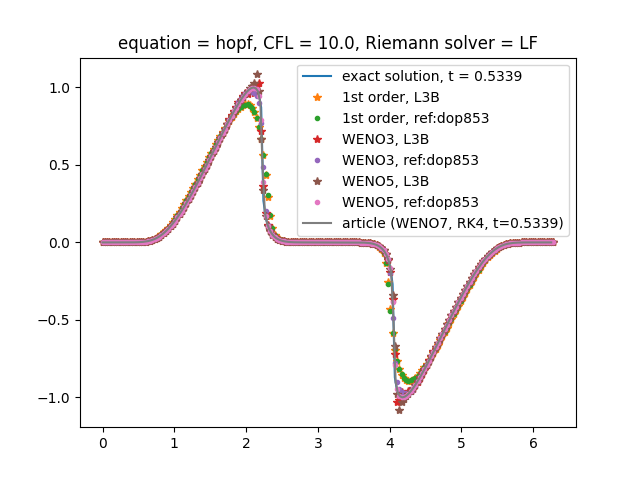 equation = hopf, CFL = 10.0, Riemann solver = LF
exact solution, t = 0.5339
1st order, L3B
1st order, ref:dop853
WENO3, L3B
WENO3, ref:dop853
WENO5, L3B
WENO5, ref:dop853
article (WENO7, RK4, t=0.5339)
1.0
0.5
0.0
−0.5
−1.0
0 1 2 3 4 5 6